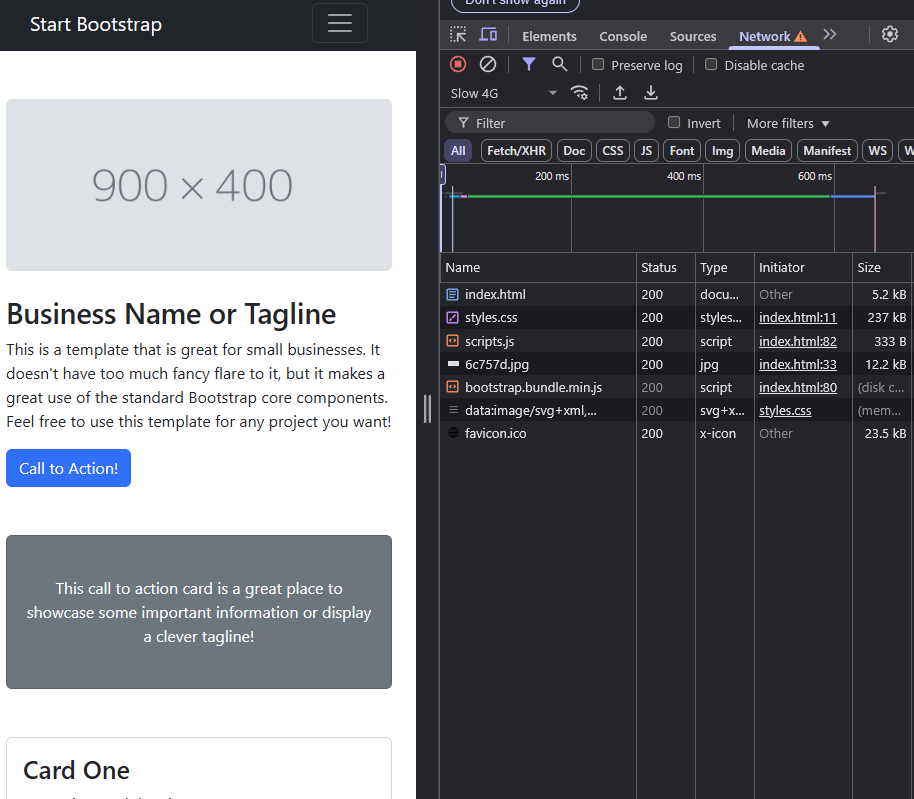 Start Bootstrap
900 × 400
Business Name or Tagline
This is a template that is great for small businesses. It
doesn't have too much fancy flare to it, but it makes a
great use of the standard Bootstrap core components.
Feel free to use this template for any project you want!
Call to Action!
This call to action card is a great place to
showcase some important information or display
a clever tagline!
Card One
Don't show again
Elements Console Sources Network
Preserve log Disable cache
Slow 4G
Filter Invert More filters
All Fetch/XHR Doc CSS JS Font Img Media Manifest WS
200 ms 400 ms 600 ms
Name Status Type Initiator Size
index.html 200 docu... Other 5.2 kB
styles.css 200 styles... index.html:11 237 kB
scripts.js 200 script index.html:82 333 B
6c757d.jpg 200 jpg index.html:33 12.2 kB
bootstrap.bundle.min.js 200 script index.html:80 (disk c...
data:image/svg+xml,... 200 svg+x... styles.css (mem...
favicon.ico 200 x-icon Other 23.5 kB